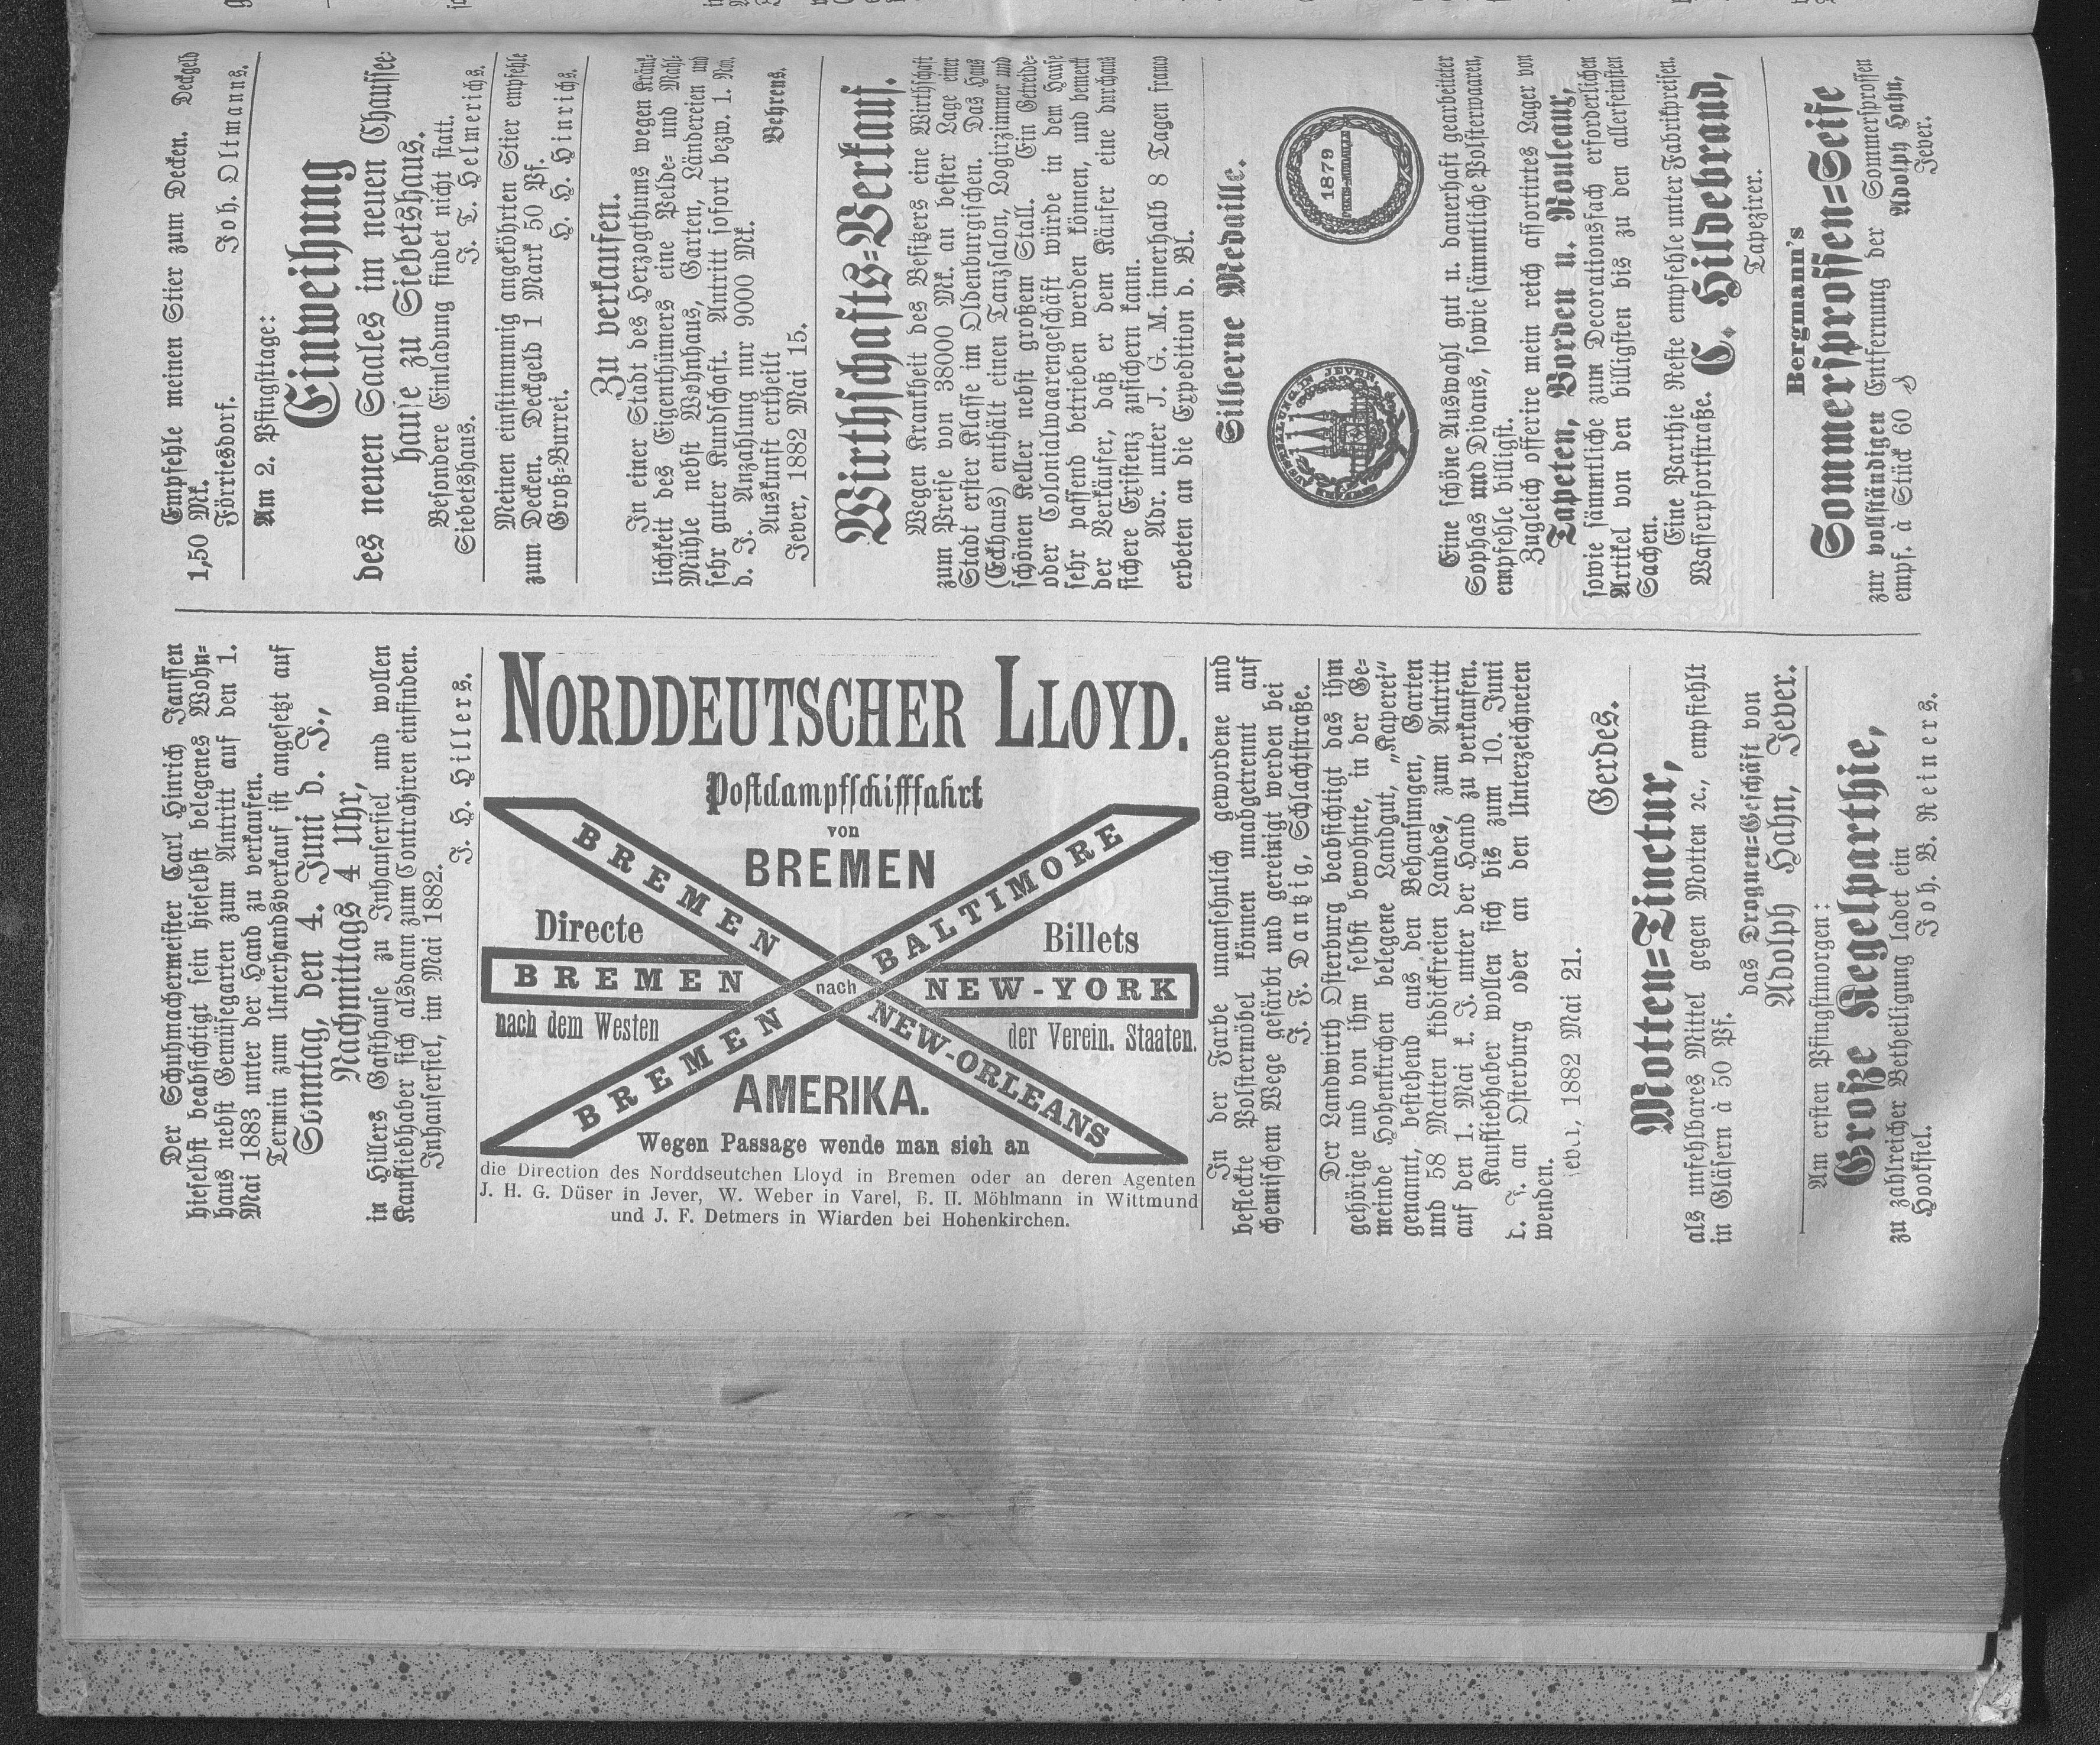 Der Schuhmachermeister Carl Hinrich Janssen
hieselbst beabsichtigt sein hieselbst belegenes Wohn=
haus nebst Gemüsegarten zum Antritt auf den 1.
Mai 1883 unter der Hand zu verkaufen.
Termin zum Unterhandsverkauf ist angesetzt auf
Sonntag, den 4. Juni d. J.,
Nachmittags 4 Uhr,
in Hillers Gasthause zu Inhausersiel und wollen
Kaufliebhaber sich alsdann zum Contrahiren einfinden.
Inhausersiel, im Mai 1882.
J. H. Hillers.
NORDDEUTSCHER LLOYD.
Postdampfschifffahrt
von
BREMEN
BREMEN
BALTIMORE
Directe
Billets
BREMEN
nach
NEW-YORK
nach dem Westen
der Verein. Staaten.
BREMEN
NEW-ORLEANS
AMERIKA.
Wegen Passage wende man sich an
die Direction des Norddseutchen Lloyd in Bremen oder an deren Agenten
J. H. G. Düser in Jever, W. Weber in Varel, B. H. Möhlmann in Wittmund
und J. F. Detmers in Wiarden bei Hohenkirchen.
In der Farbe unansehnlich gewordene und
befleckte Polstermöbel können unabgetrennt auf
chemischem Wege gefärbt und gereinigt werden bei
J. F. Dantzig, Schlachtstraße.
Der Landwirth Osterburg beabsichtigt das ihm
gehörige und von ihm selbst bewohnte, in der Ge=
meinde Hohenkirchen belegene Landgut, „Kaperei“
genannt, bestehend aus den Behausungen, Garten
und 58 Matten kiddickfreien Landes, zum Antritt
auf den 1. Mai k. J. unter der Hand zu verkaufen.
Kaufliebhaber wollen sich bis zum 10. Juni
d. J. an Osterburg oder an den Unterzeichneten
wenden.
1882 Mai 21.
Gerdes.
Motten=Tinctur,
als unfehlbares Mittel gegen Motten 2c., empfiehlt
in Gläsern à 50 Pf.
das Droguen=Geschäft von
Adolph Hahn, Jever.
Am ersten Pfingstmorgen:
Große Kegelparthie,
zu zahlreicher Betheiligung ladet ein
Hooksiel.
Joh. B. Reiners.
Empfehle meinen Stier zum Decken. Deckgeld
1,50 Mk.
Förriesdorf.
Joh. Oltmanns.
Am 2. Pfingsttage:
Einweihung
des neuen Saales im neuen Chaussee=
hause zu Siebetshaus.
Besondere Einladung findet nicht statt.
Siebetshaus.
J. T. Helmerichs.
Meinen einstimmig angeköhrten Stier empfehle
zum Decken. Deckgeld 1 Mark 50 Pf.
Groß=Burrei.
H. H. Hinrichs.
Zu verkaufen.
In einer Stadt des Herzogthums wegen Kränk=
lichkeit des Eigenthümers eine Pelde= und Mahl=
Mühle nebst Wohnhaus, Garten, Ländereien und
sehr guter Kundschaft. Antritt sofort bezw. 1. Nov.
d. J. Anzahlung nur 9000 Mk.
Auskunft ertheilt
Jever, 1882 Mai 15.
Behrens.
Wirthschafts=Verkauf.
Wegen Krankheit des Besitzers eine Wirthschaft
zum Preise von 38000 Mk. an bester Lage einer
Stadt erster Klasse im Oldenburgischen. Das Haus
(Eckhaus) enthält einen Tanzsalon, Logirzimmer und
schönen Keller nebst großem Stall. Ein Getreide=
oder Colonialwaarengeschäft würde in dem Hause
sehr passend betrieben werden können, und bemerkt
der Verkäufer, daß er dem Käufer eine durchaus
sichere Existenz zusichern kann.
Adr. unter J. G. M. innerhalb 8 Tagen franco
erbeten an die Expedition d. Bl.
Silberne Medaille.
AUSSTELLUNG IN JEVER.
1879
PREIS-MEDAILLE
Eine schöne Auswahl gut u. dauerhaft gearbeiteter
Sophas und Divans, sowie sämmtliche Polsterwaaren,
empfehle billigst.
Zugleich offerire mein reich assortirtes Lager von
Tapeten, Borden u. Rouleaux,
sowie sämmtliche zum Decorationsfach erforderlichen
Artikel von den billigsten bis zu den allerfeinsten
Sachen.
Eine Parthie Reste empfehle unter Fabrikpreisen.
Wasserpfortstraße. C. Hildebrand,
Tapezirer.
Bergmann's
Sommersprossen=Seife
zur vollständigen Entfernung der Sommersprossen
empf. à Stück 60 ₰
Adolph Hahn,
Jever.